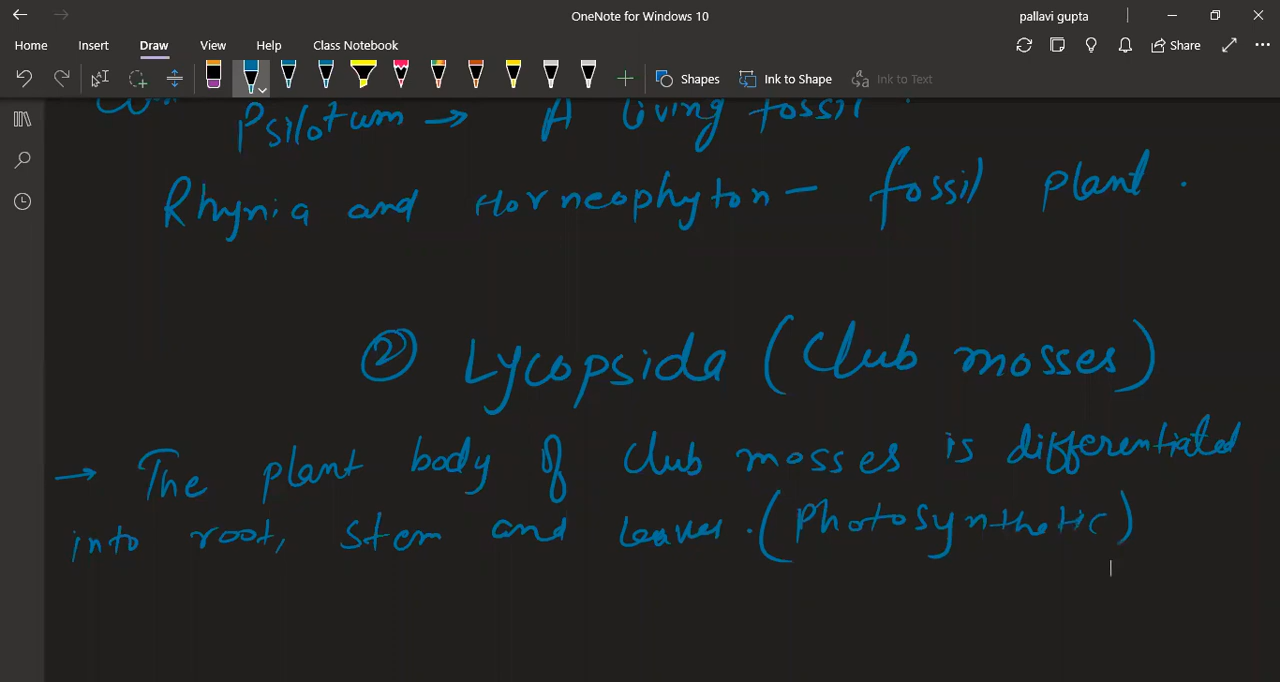 OneNote for Windows 10
pallavi gupta
Home Insert Draw View Help Class Notebook
Share
Shapes Ink to Shape Ink to Text
Psilotum → A living fossil.
Rhynia and Horneophyton - fossil plant.
② Lycopsida (Club mosses)
→ The plant body of club mosses is differentiated
into root, stem and leaves. (Photosynthetic)